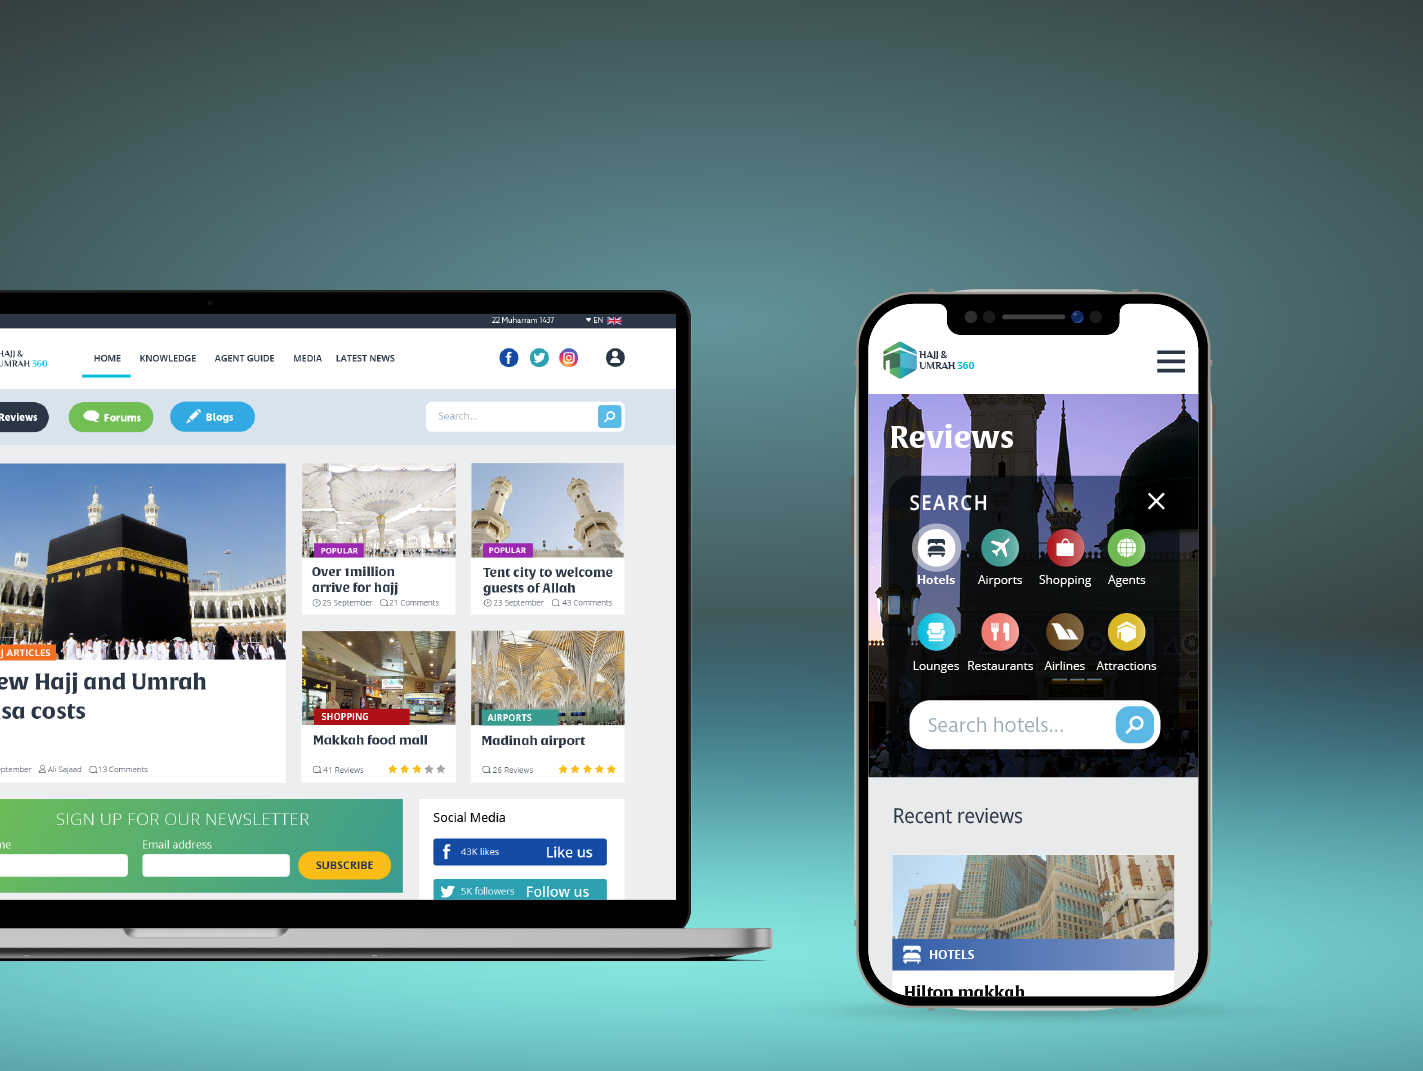 22 Muharram 1437
EN
HAJJ &
UMRAH 360
HOME
KNOWLEDGE
AGENT GUIDE
MEDIA
LATEST NEWS
Reviews
Forums
Blogs
Search...
POPULAR
Over 1million
arrive for hajj
25 September
21 Comments
POPULAR
Tent city to welcome
guests of Allah
23 September
43 Comments
J ARTICLES
ew Hajj and Umrah
sa costs
ptember
Ali Sajaad
13 Comments
SHOPPING
Makkah food mall
41 Reviews
AIRPORTS
Madinah airport
26 Reviews
SIGN UP FOR OUR NEWSLETTER
me
Email address
SUBSCRIBE
Social Media
f
43K likes
Like us
5K followers
Follow us
HAJJ &
UMRAH 360
Reviews
SEARCH
Hotels
Airports
Shopping
Agents
Lounges
Restaurants
Airlines
Attractions
Search hotels...
Recent reviews
HOTELS
Hilton makkah